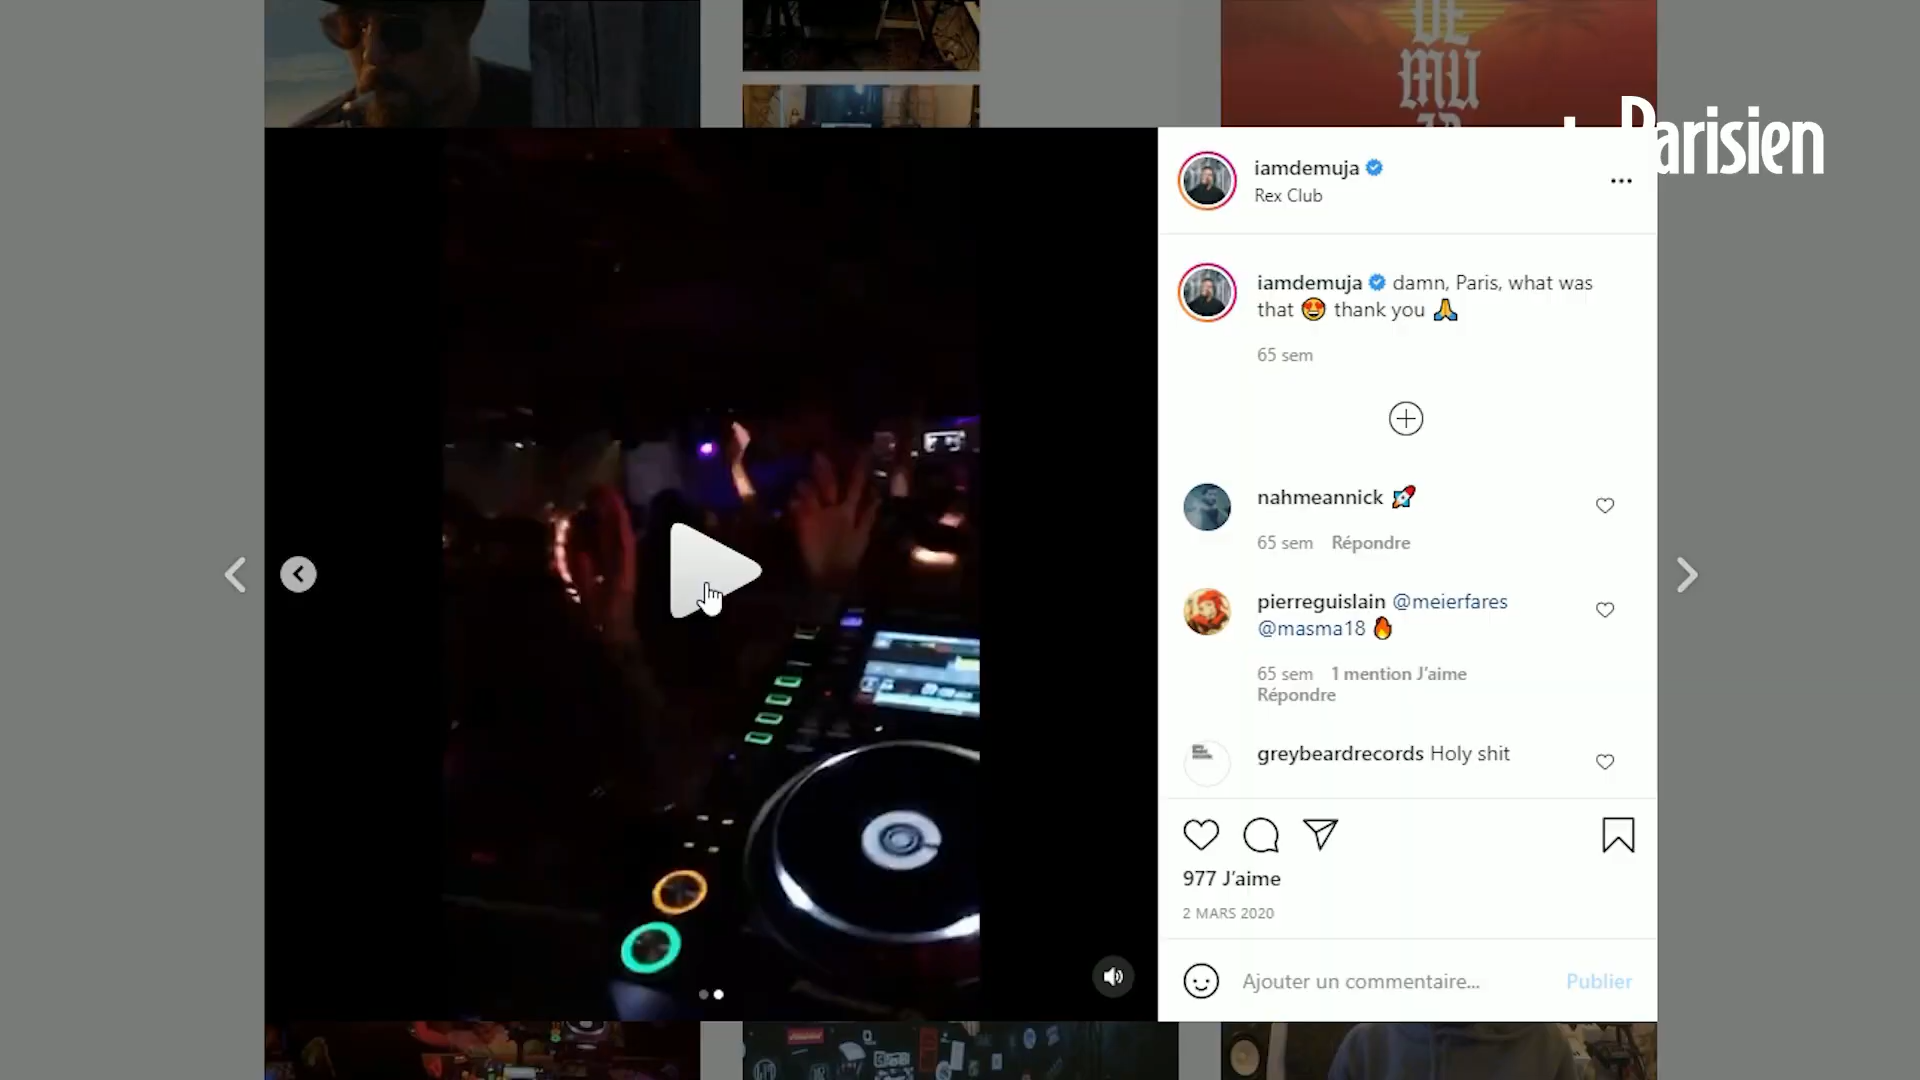 DE
MU
Parisien
iamdemuja
Rex Club
iamdemuja damn, Paris, what was
that 😍 thank you 🙏
65 sem
nahmeannick 🚀
65 sem Répondre
pierreguislain @meierfares
@masma18 🔥
65 sem 1 mention J'aime
Répondre
greybeardrecords Holy shit
977 J'aime
2 MARS 2020
Ajouter un commentaire... Publier